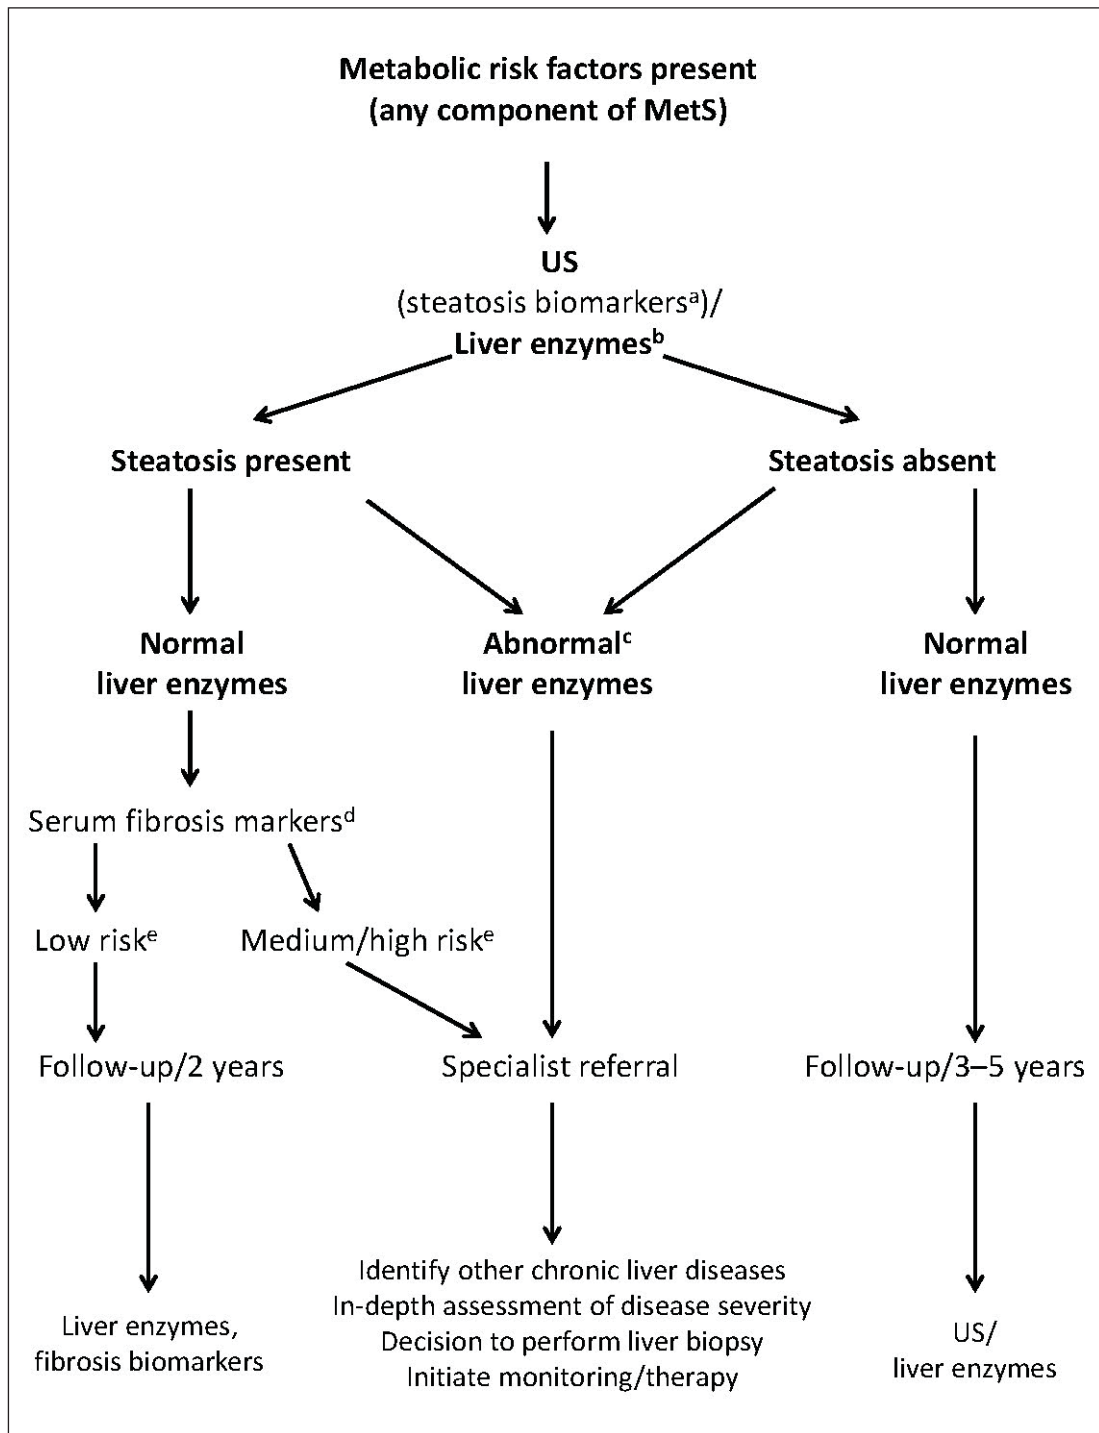 Metabolic risk factors present
(any component of MetS)
US
(steatosis biomarkersᵃ)/
Liver enzymesᵇ
Steatosis present
Steatosis absent
Normal
liver enzymes
Abnormalᶜ
liver enzymes
Normal
liver enzymes
Serum fibrosis markersᵈ
Low riskᵉ
Medium/high riskᵉ
Follow-up/2 years
Specialist referral
Follow-up/3–5 years
Liver enzymes,
fibrosis biomarkers
Identify other chronic liver diseases
In-depth assessment of disease severity
Decision to perform liver biopsy
Initiate monitoring/therapy
US/
liver enzymes